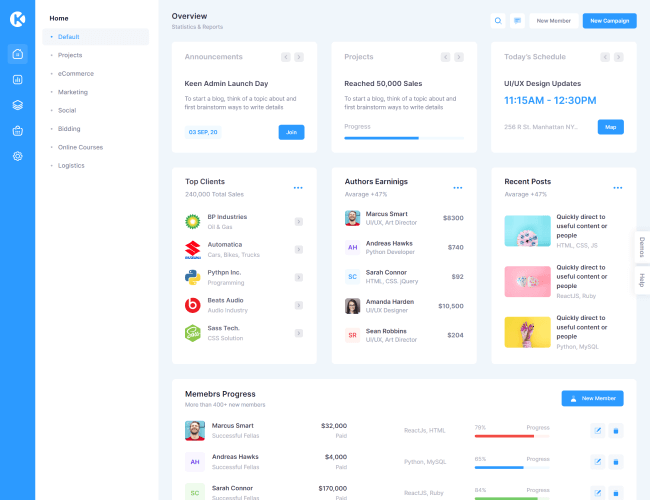 Home
Default
Projects
eCommerce
Marketing
Social
Bidding
Online Courses
Logistics
Overview
Statistics & Reports
New Member
New Campaign
Announcements
Keen Admin Launch Day
To start a blog, think of a topic about and
first brainstorm ways to write details
03 SEP, 20
Join
Projects
Reached 50,000 Sales
To start a blog, think of a topic about and
first brainstorm ways to write details
Progress
Today's Schedule
UI/UX Design Updates
11:15AM - 12:30PM
256 R St. Manhattan NY..
Map
Top Clients
240,000 Total Sales
BP Industries
Oil & Gas
Automatica
Cars, Bikes, Trucks
Pythpn Inc.
Programming
Beats Audio
Audio Industry
Sass Tech.
CSS Solution
Authors Earninigs
Avarage +47%
Marcus Smart
UI/UX, Art Director
$8300
AH
Andreas Hawks
Python Developer
$740
SC
Sarah Connor
HTML, CSS, jQuery
$92
Amanda Harden
UI/UX Designer
$10,500
SR
Sean Robbins
UI/UX, Art Director
$204
Recent Posts
Avarage +47%
Quickly direct to
useful content or
people
HTML, CSS, JS
Quickly direct to
useful content or
people
ReactJS, Ruby
Quickly direct to
useful content or
people
Python, MySQL
Demos
Help
Memebrs Progress
More than 400+ new members
New Member
Marcus Smart
Successful Fellas
$32,000
Paid
ReactJs, HTML
78%
Progress
AH
Andreas Hawks
Successful Fellas
$4,000
Paid
Python, MySQL
65%
Progress
SC
Sarah Connor
Successful Fellas
$170,000
Paid
ReactJS, Ruby
84%
Progress